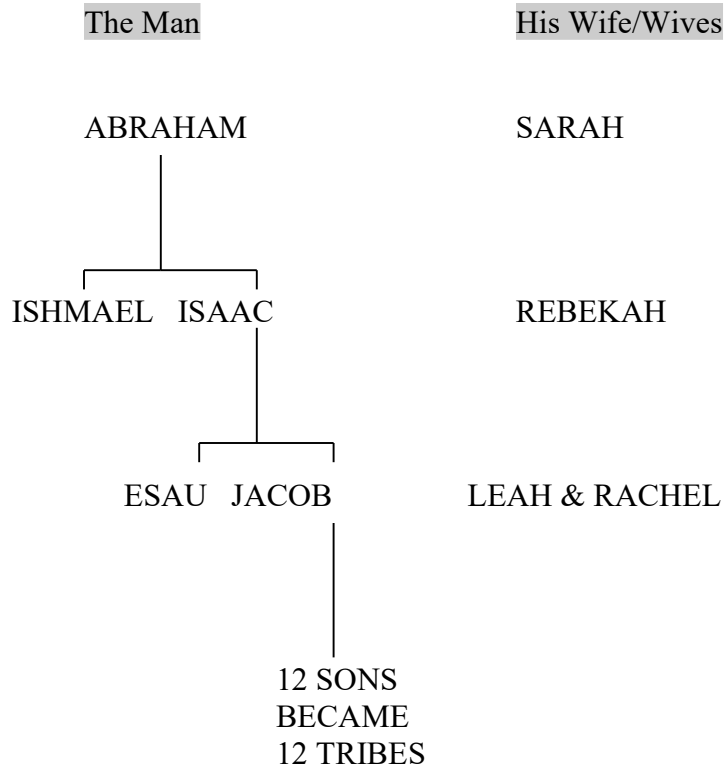 The Man His Wife/Wives
ABRAHAM SARAH
ISHMAEL ISAAC REBEKAH
ESAU JACOB LEAH & RACHEL
12 SONS
BECAME
12 TRIBES